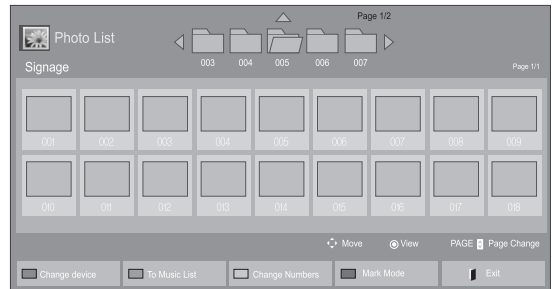 Page 1/2
Photo List
003 004 005 006 007
Signage
Page 1/1
001 002 003 004 005 006 007 008 009
010 011 012 013 014 015 016 017 018
Move View PAGE Page Change
Change device To Music List Change Numbers Mark Mode Exit